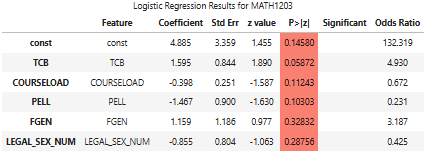 Logistic Regression Results for MATH1203
Feature Coefficient Std Err z value P>|z| Significant Odds Ratio
const const 4.885 3.359 1.455 0.14580 132.319
TCB TCB 1.595 0.844 1.890 0.05872 4.930
COURSELOAD COURSELOAD -0.398 0.251 -1.587 0.11243 0.672
PELL PELL -1.467 0.900 -1.630 0.10303 0.231
FGEN FGEN 1.159 1.186 0.977 0.32832 3.187
LEGAL_SEX_NUM LEGAL_SEX_NUM -0.855 0.804 -1.063 0.28756 0.425